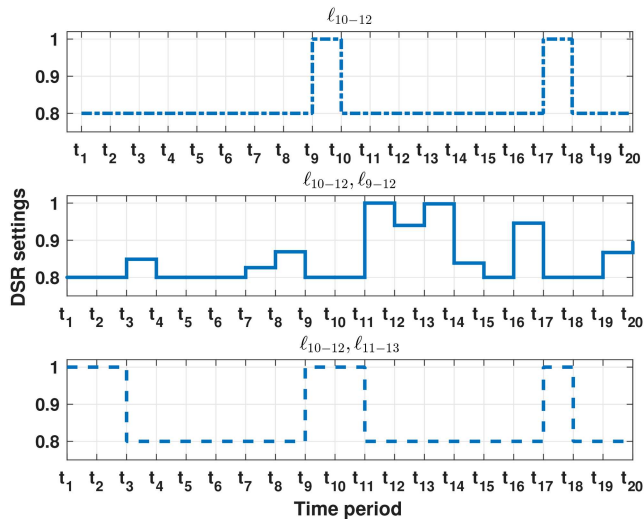 ℓ₁₀₋₁₂
1
0.9
0.8
t₁ t₂ t₃ t₄ t₅ t₆ t₇ t₈ t₉ t₁₀ t₁₁ t₁₂ t₁₃ t₁₄ t₁₅ t₁₆ t₁₇ t₁₈ t₁₉ t₂₀
ℓ₁₀₋₁₂, ℓ₉₋₁₂
DSR settings
1
0.9
0.8
t₁ t₂ t₃ t₄ t₅ t₆ t₇ t₈ t₉ t₁₀ t₁₁ t₁₂ t₁₃ t₁₄ t₁₅ t₁₆ t₁₇ t₁₈ t₁₉ t₂₀
ℓ₁₀₋₁₂, ℓ₁₁₋₁₃
1
0.9
0.8
t₁ t₂ t₃ t₄ t₅ t₆ t₇ t₈ t₉ t₁₀ t₁₁ t₁₂ t₁₃ t₁₄ t₁₅ t₁₆ t₁₇ t₁₈ t₁₉ t₂₀
Time period